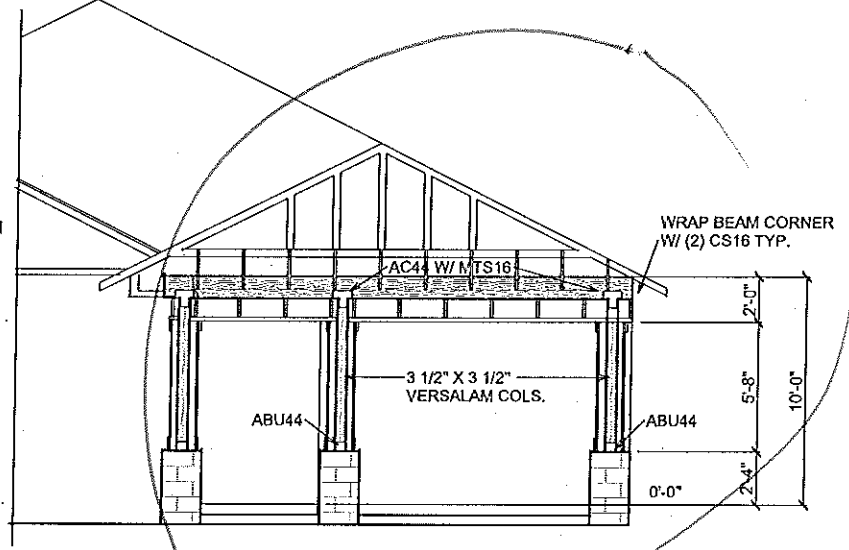 WRAP BEAM CORNER
W/ (2) CS16 TYP.
AC44 W/ MTS16
2'-0"
3 1/2" X 3 1/2"
VERSALAM COLS.
5'-8"
10'-0"
ABU44
ABU44
0'-0"
2'-4"